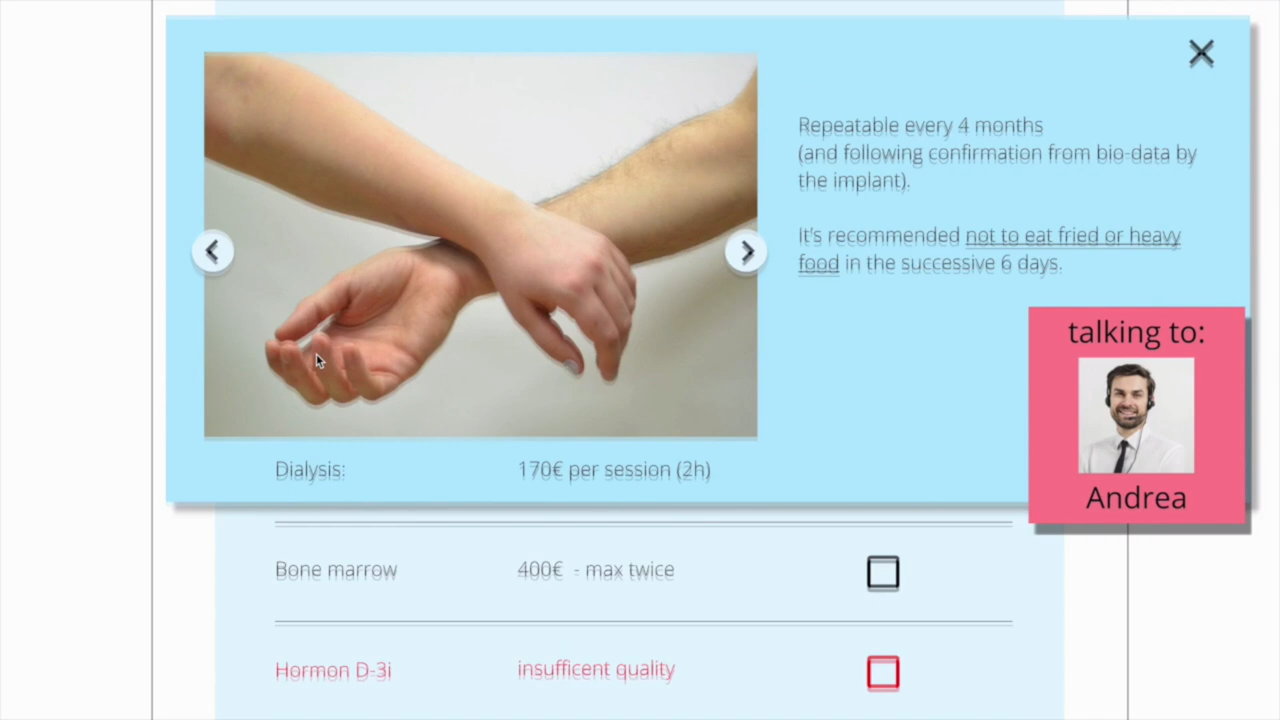 Repeatable every 4 months
(and following confirmation from bio-data by
the implant).
It's recommended not to eat fried or heavy
food in the successive 6 days.
talking to:
Andrea
Dialysis: 170€ per session (2h)
Bone marrow 400€ - max twice
Hormon D-3i insufficent quality